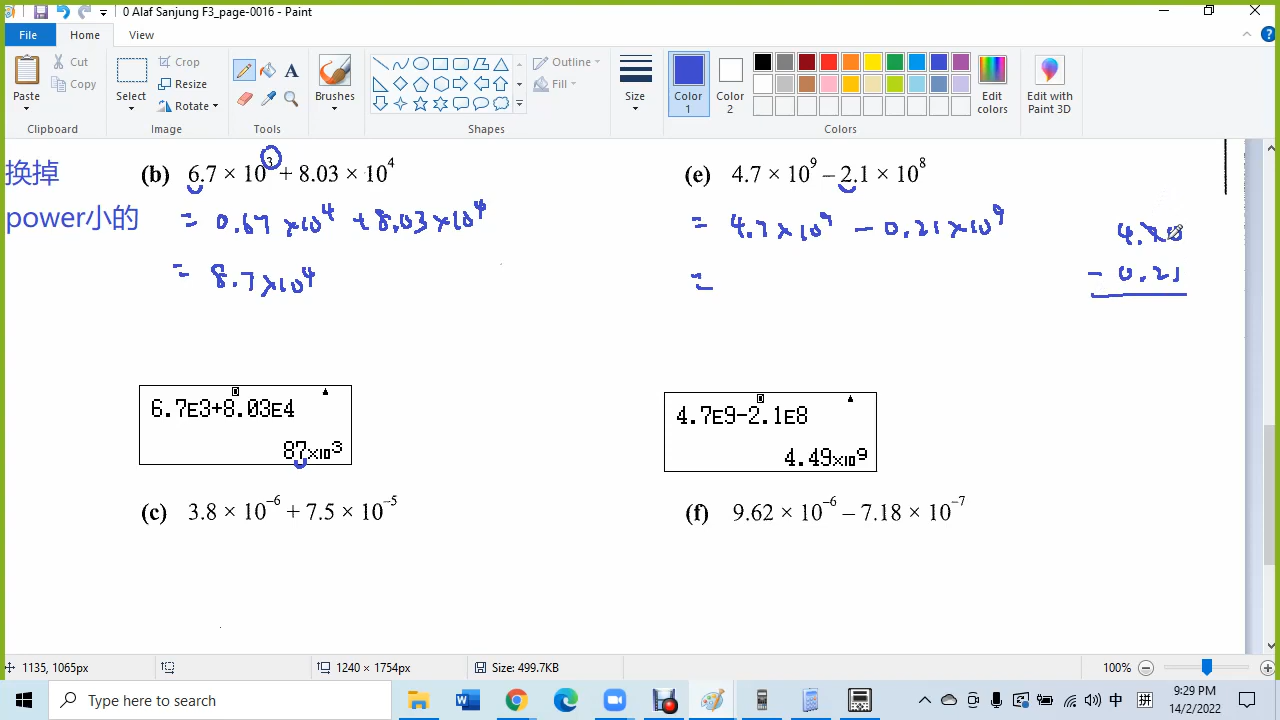 0 Alaf Sanjung F3_page-0016 - Paint
File Home View
Paste
Cut
Copy
Clipboard
Select
Crop
Resize
Rotate
Image
Tools
Brushes
Shapes
Outline
Fill
Size
Color 1
Color 2
Colors
Edit colors
Edit with Paint 3D
换掉
power小的
(b) 6.7 × 10³ + 8.03 × 10⁴
= 0.67 × 10⁴ + 8.03 × 10⁴
= 8.7 × 10⁴
6.7E3+8.03E4
87×10³
(c) 3.8 × 10⁻⁶ + 7.5 × 10⁻⁵
(e) 4.7 × 10⁹ – 2.1 × 10⁸
= 4.7 × 10⁹ – 0.21 × 10⁹
=
4.70
– 0.21
4.7E9-2.1E8
4.49×10⁹
(f) 9.62 × 10⁻⁶ – 7.18 × 10⁻⁷
1135, 1065px
1240 × 1754px
Size: 499.7KB
100%
Type here to search
中
拼
9:29 PM
14/2/2022